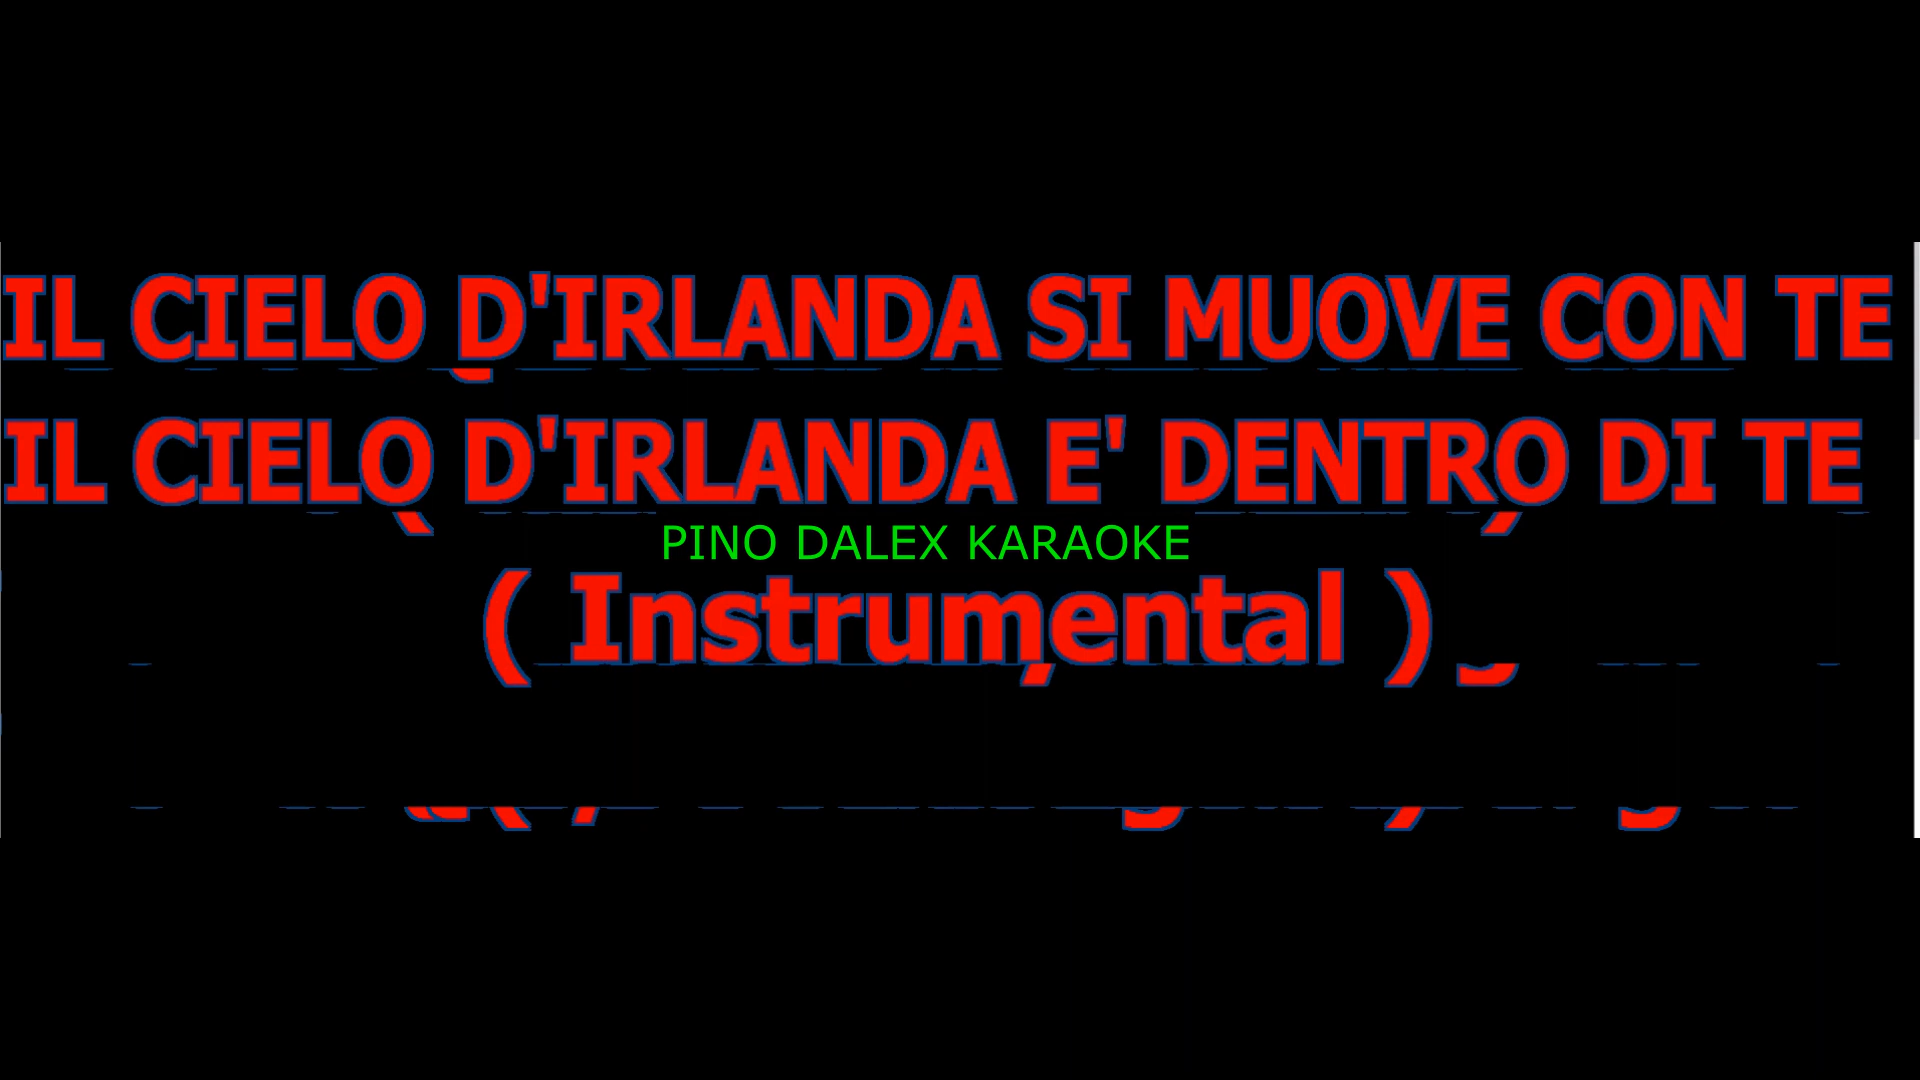 IL CIELO D'IRLANDA SI MUOVE CON TE
IL CIELO D'IRLANDA E' DENTRO DI TE
PINO DALEX KARAOKE
( Instrumental )